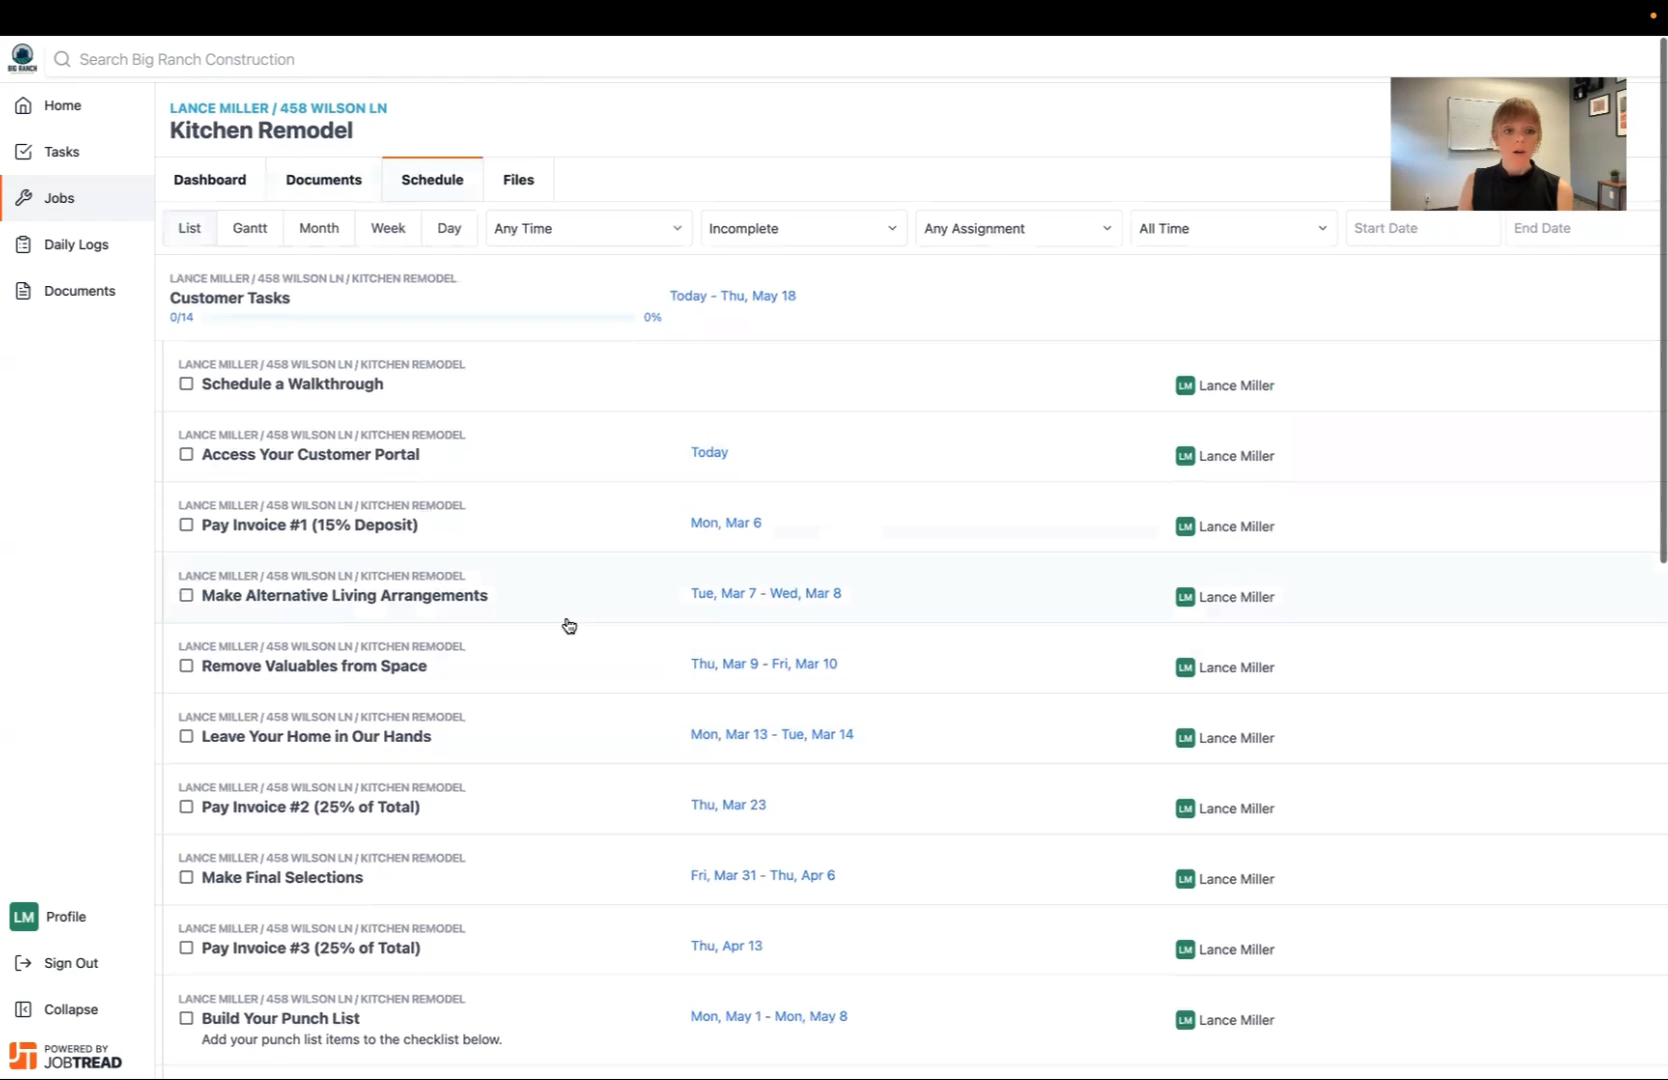 BIG RANCH
Search Big Ranch Construction
Home
Tasks
Jobs
Daily Logs
Documents
LANCE MILLER / 458 WILSON LN
Kitchen Remodel
Dashboard Documents Schedule Files
List Gantt Month Week Day Any Time Incomplete Any Assignment All Time Start Date End Date
LANCE MILLER / 458 WILSON LN / KITCHEN REMODEL
Customer Tasks Today - Thu, May 18
0/14 0%
LANCE MILLER / 458 WILSON LN / KITCHEN REMODEL
Schedule a Walkthrough LM Lance Miller
LANCE MILLER / 458 WILSON LN / KITCHEN REMODEL
Access Your Customer Portal Today LM Lance Miller
LANCE MILLER / 458 WILSON LN / KITCHEN REMODEL
Pay Invoice #1 (15% Deposit) Mon, Mar 6 LM Lance Miller
LANCE MILLER / 458 WILSON LN / KITCHEN REMODEL
Make Alternative Living Arrangements Tue, Mar 7 - Wed, Mar 8 LM Lance Miller
LANCE MILLER / 458 WILSON LN / KITCHEN REMODEL
Remove Valuables from Space Thu, Mar 9 - Fri, Mar 10 LM Lance Miller
LANCE MILLER / 458 WILSON LN / KITCHEN REMODEL
Leave Your Home in Our Hands Mon, Mar 13 - Tue, Mar 14 LM Lance Miller
LANCE MILLER / 458 WILSON LN / KITCHEN REMODEL
Pay Invoice #2 (25% of Total) Thu, Mar 23 LM Lance Miller
LANCE MILLER / 458 WILSON LN / KITCHEN REMODEL
Make Final Selections Fri, Mar 31 - Thu, Apr 6 LM Lance Miller
LANCE MILLER / 458 WILSON LN / KITCHEN REMODEL
Pay Invoice #3 (25% of Total) Thu, Apr 13 LM Lance Miller
LANCE MILLER / 458 WILSON LN / KITCHEN REMODEL
Build Your Punch List Mon, May 1 - Mon, May 8 LM Lance Miller
Add your punch list items to the checklist below.
LM Profile
Sign Out
Collapse
JT POWERED BY
JOBTREAD